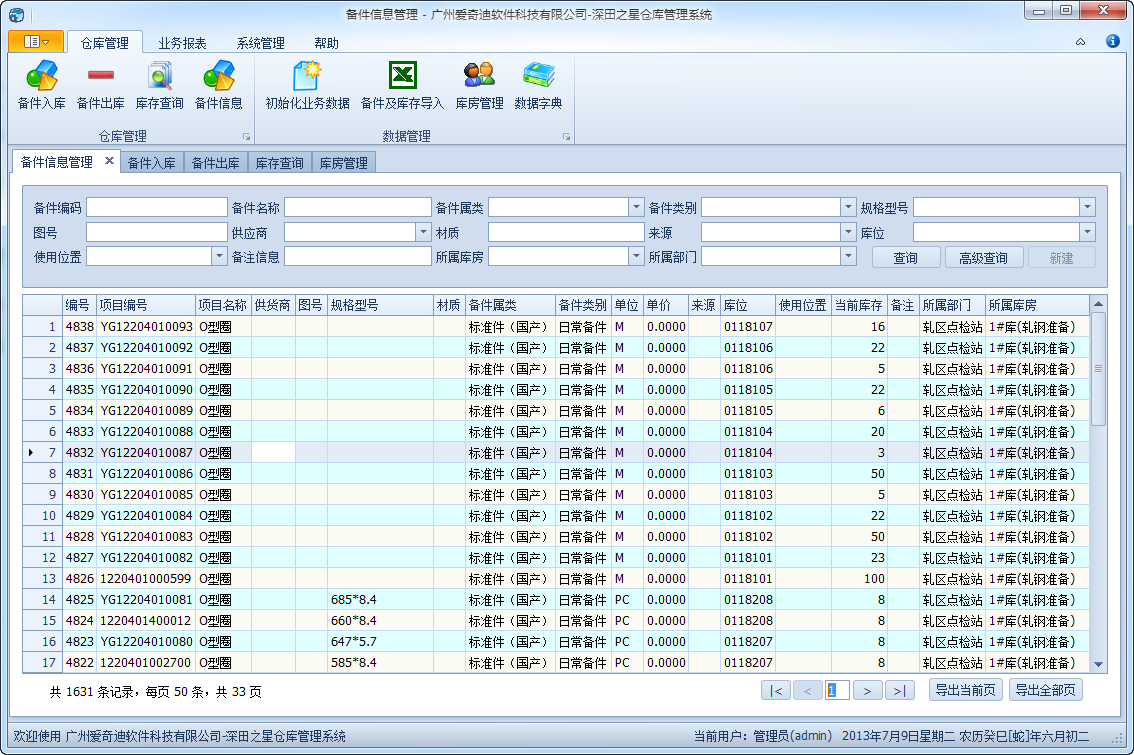 备件信息管理 - 广州爱奇迪软件科技有限公司-深田之星仓库管理系统
仓库管理 业务报表 系统管理 帮助
备件入库 备件出库 库存查询 备件信息 初始化业务数据 备件及库存导入 库房管理 数据字典
仓库管理 数据管理
备件信息管理 × 备件入库 备件出库 库存查询 库房管理
备件编码 备件名称 备件属类 备件类别 规格型号
图号 供应商 材质 来源 库位
使用位置 备注信息 所属库房 所属部门 查询 高级查询 新建
编号 项目编号 项目名称 供货商 图号 规格型号 材质 备件属类 备件类别 单位 单价 来源 库位 使用位置 当前库存 备注 所属部门 所属库房
1 4838 YG12204010093 O型圈 标准件（国产） 日常备件 M 0.0000 0118107 16 轧区点检站 1#库(轧钢准备)
2 4837 YG12204010092 O型圈 标准件（国产） 日常备件 M 0.0000 0118106 22 轧区点检站 1#库(轧钢准备)
3 4836 YG12204010091 O型圈 标准件（国产） 日常备件 M 0.0000 0118106 5 轧区点检站 1#库(轧钢准备)
4 4835 YG12204010090 O型圈 标准件（国产） 日常备件 M 0.0000 0118105 22 轧区点检站 1#库(轧钢准备)
5 4834 YG12204010089 O型圈 标准件（国产） 日常备件 M 0.0000 0118105 6 轧区点检站 1#库(轧钢准备)
6 4833 YG12204010088 O型圈 标准件（国产） 日常备件 M 0.0000 0118104 20 轧区点检站 1#库(轧钢准备)
7 4832 YG12204010087 O型圈 标准件（国产） 日常备件 M 0.0000 0118104 3 轧区点检站 1#库(轧钢准备)
8 4831 YG12204010086 O型圈 标准件（国产） 日常备件 M 0.0000 0118103 50 轧区点检站 1#库(轧钢准备)
9 4830 YG12204010085 O型圈 标准件（国产） 日常备件 M 0.0000 0118103 5 轧区点检站 1#库(轧钢准备)
10 4829 YG12204010084 O型圈 标准件（国产） 日常备件 M 0.0000 0118102 22 轧区点检站 1#库(轧钢准备)
11 4828 YG12204010083 O型圈 标准件（国产） 日常备件 M 0.0000 0118102 50 轧区点检站 1#库(轧钢准备)
12 4827 YG12204010082 O型圈 标准件（国产） 日常备件 M 0.0000 0118101 23 轧区点检站 1#库(轧钢准备)
13 4826 1220401000599 O型圈 标准件（国产） 日常备件 M 0.0000 0118101 100 轧区点检站 1#库(轧钢准备)
14 4825 YG12204010081 O型圈 685*8.4 标准件（国产） 日常备件 PC 0.0000 0118208 8 轧区点检站 1#库(轧钢准备)
15 4824 1220401400012 O型圈 660*8.4 标准件（国产） 日常备件 PC 0.0000 0118208 8 轧区点检站 1#库(轧钢准备)
16 4823 YG12204010080 O型圈 647*5.7 标准件（国产） 日常备件 PC 0.0000 0118207 8 轧区点检站 1#库(轧钢准备)
17 4822 1220401002700 O型圈 585*8.4 标准件（国产） 日常备件 PC 0.0000 0118207 8 轧区点检站 1#库(轧钢准备)
共 1631 条记录，每页 50 条，共 33 页 |< < 1 > >| 导出当前页 导出全部页
欢迎使用 广州爱奇迪软件科技有限公司-深田之星仓库管理系统 当前用户：管理员(admin) 2013年7月9日星期二 农历癸巳[蛇]年六月初二